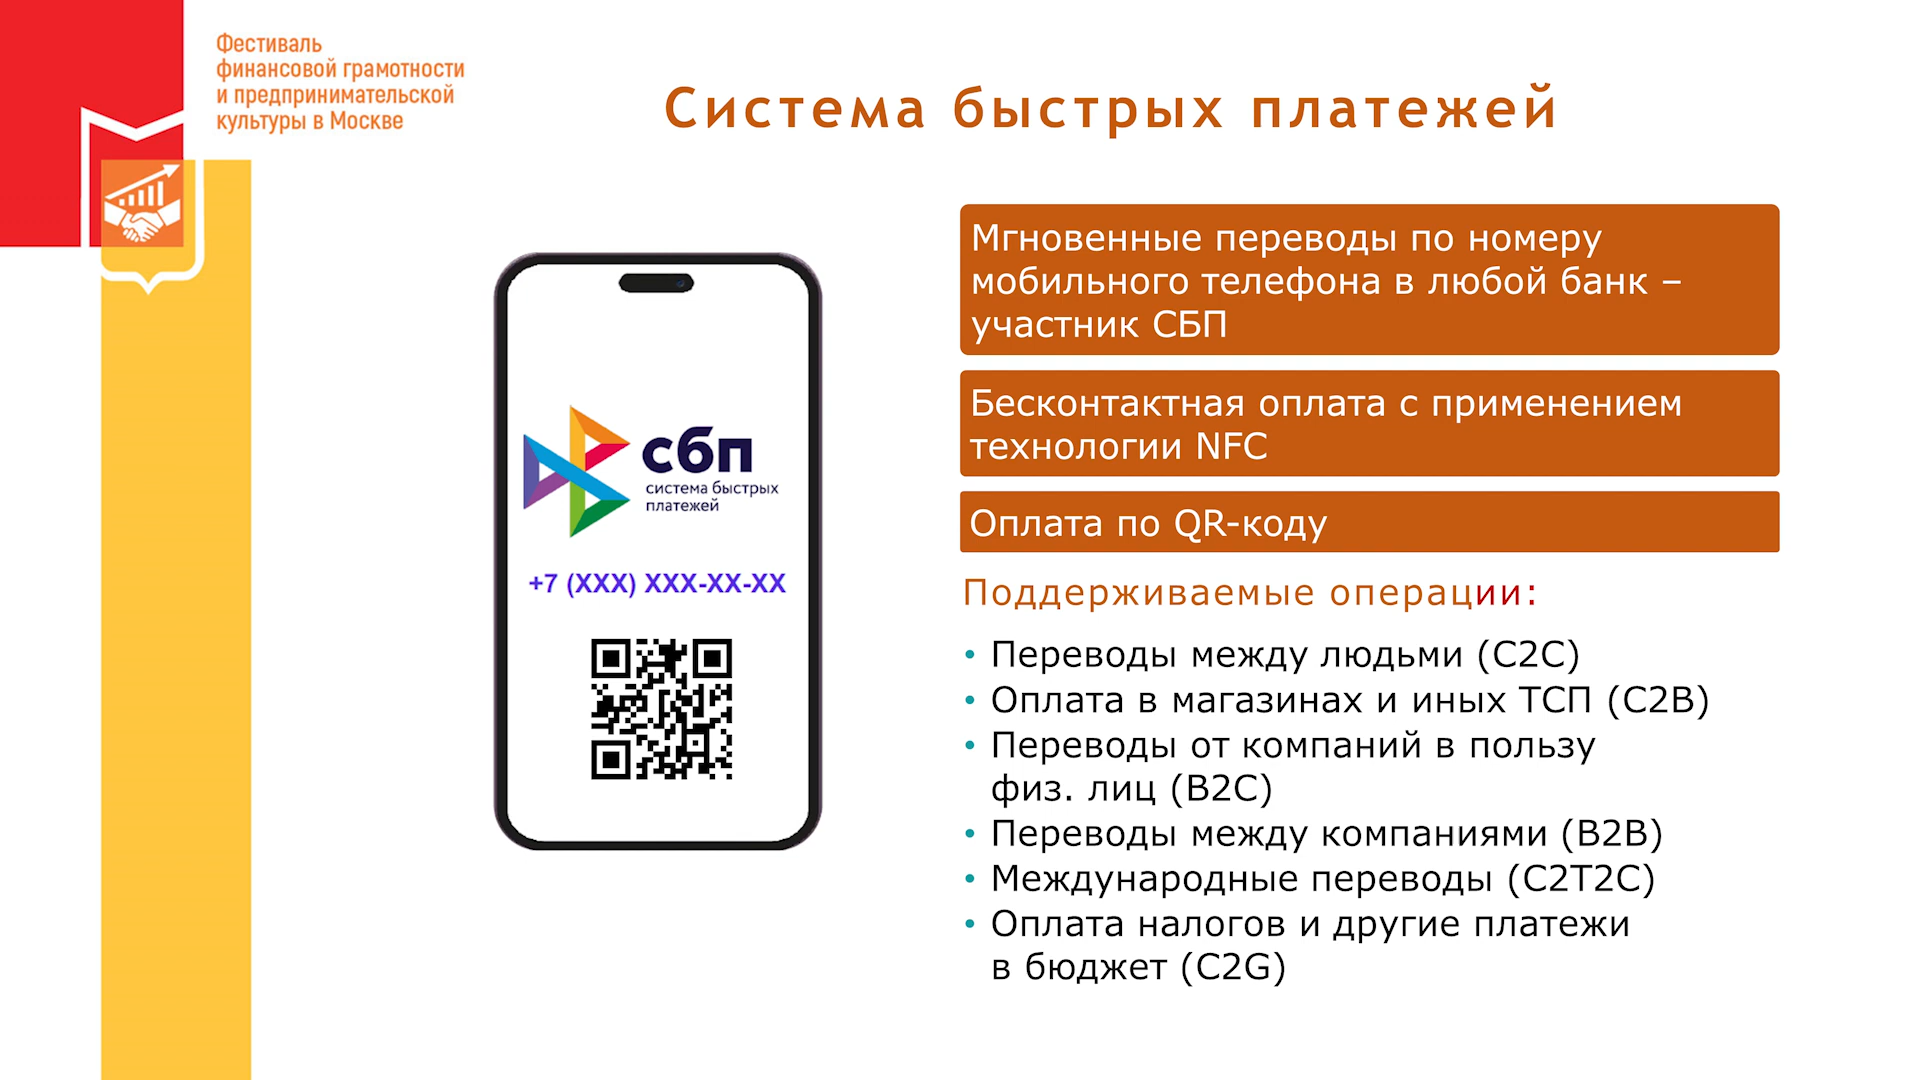 Фестиваль
финансовой грамотности
и предпринимательской
культуры в Москве
Система быстрых платежей
Мгновенные переводы по номеру
мобильного телефона в любой банк –
участник СБП
Бесконтактная оплата с применением
технологии NFC
Оплата по QR-коду
сбп
система быстрых
платежей
+7 (XXX) XXX-XX-XX
Поддерживаемые операции:
• Переводы между людьми (C2C)
• Оплата в магазинах и иных ТСП (C2B)
• Переводы от компаний в пользу
физ. лиц (B2C)
• Переводы между компаниями (B2B)
• Международные переводы (C2T2C)
• Оплата налогов и другие платежи
в бюджет (C2G)